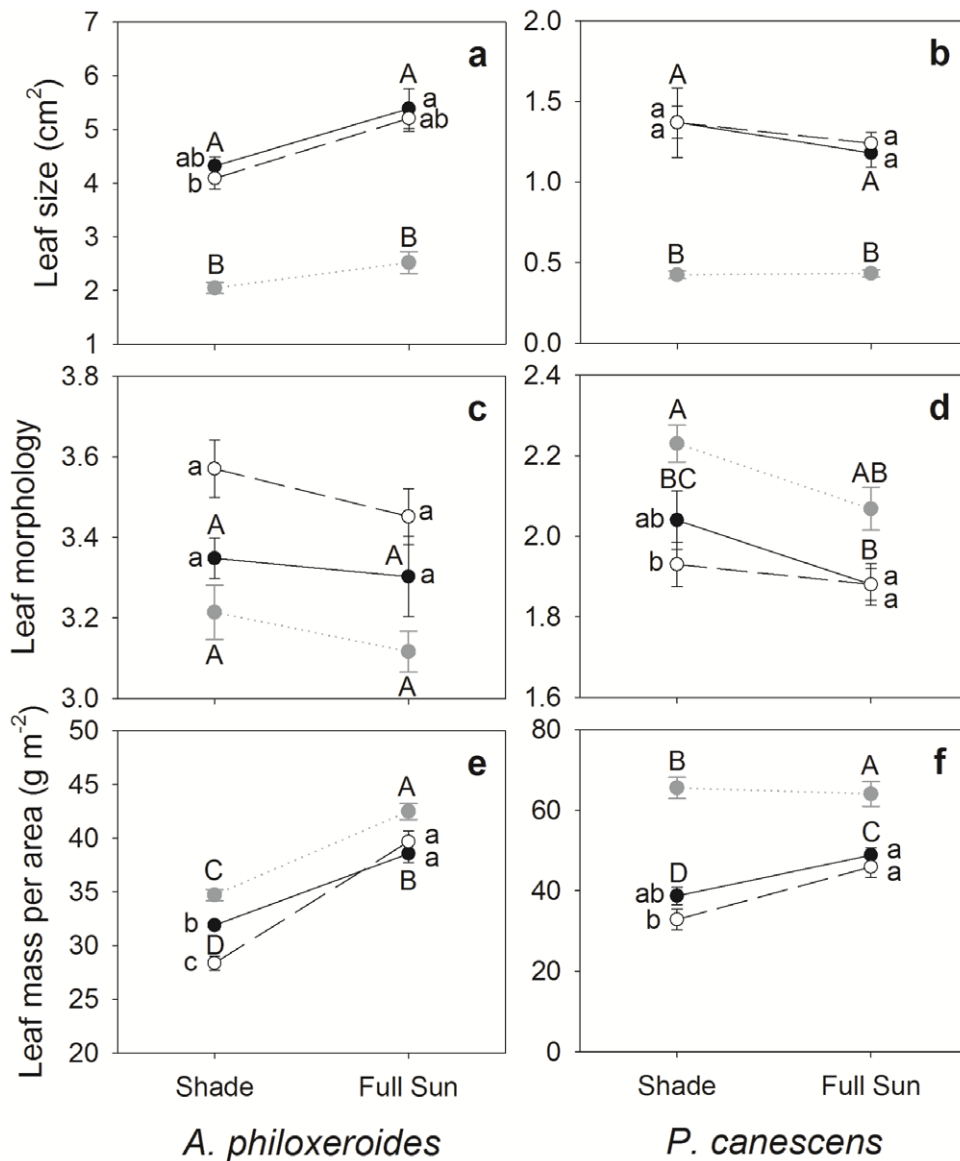 Leaf size (cm²)
7
6
5
4
3
2
1
a
A
ab
b
B
A
a
ab
B
2.0
1.5
1.0
0.5
0.0
b
A
a
a
B
a
a
A
B
Leaf morphology
3.8
3.6
3.4
3.2
3.0
c
a
A
a
A
a
A
a
A
2.4
2.2
2.0
1.8
1.6
d
A
BC
ab
b
AB
B
a
a
Leaf mass per area (g m⁻²)
50
45
40
35
30
25
20
e
C
b
D
c
A
a
a
B
80
60
40
20
0
f
B
D
ab
b
A
C
a
a
Shade
Full Sun
Shade
Full Sun
A. philoxeroides
P. canescens